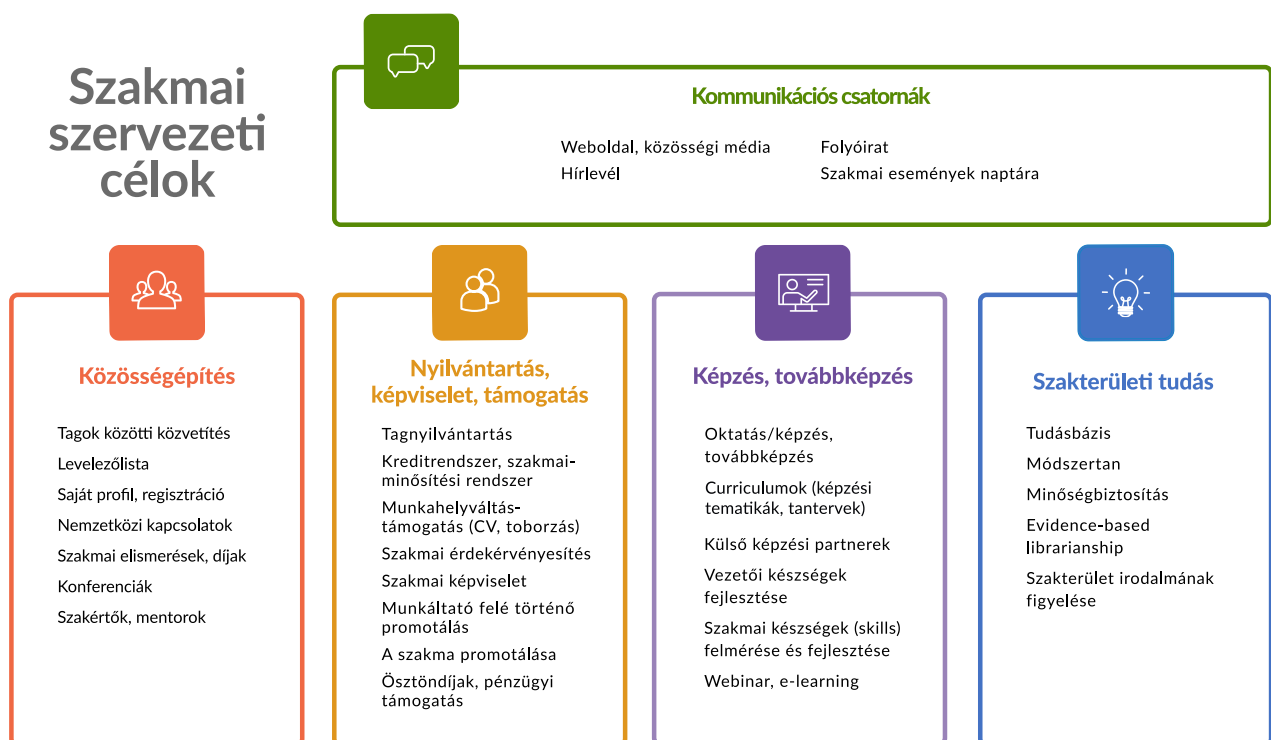 Szakmai
szervezeti
célok
Kommunikációs csatornák
Weboldal, közösségi média
Hírlevél
Folyóirat
Szakmai események naptára
Közösségépítés
Tagok közötti közvetítés
Levelezőlista
Saját profil, regisztráció
Nemzetközi kapcsolatok
Szakmai elismerések, díjak
Konferenciák
Szakértők, mentorok
Nyilvántartás,
képviselet, támogatás
Tagnyilvántartás
Kreditrendszer, szakmai-
minősítési rendszer
Munkahelyváltás-
támogatás (CV, toborzás)
Szakmai érdekérvényesítés
Szakmai képviselet
Munkáltató felé történő
promotálás
A szakma promotálása
Ösztöndíjak, pénzügyi
támogatás
Képzés, továbbképzés
Oktatás/képzés,
továbbképzés
Curriculumok (képzési
tematikák, tantervek)
Külső képzési partnerek
Vezetői készségek
fejlesztése
Szakmai készségek (skills)
felmérése és fejlesztése
Webinar, e-learning
Szakterületi tudás
Tudásbázis
Módszertan
Minőségbiztosítás
Evidence-based
librarianship
Szakterület irodalmának
figyelése